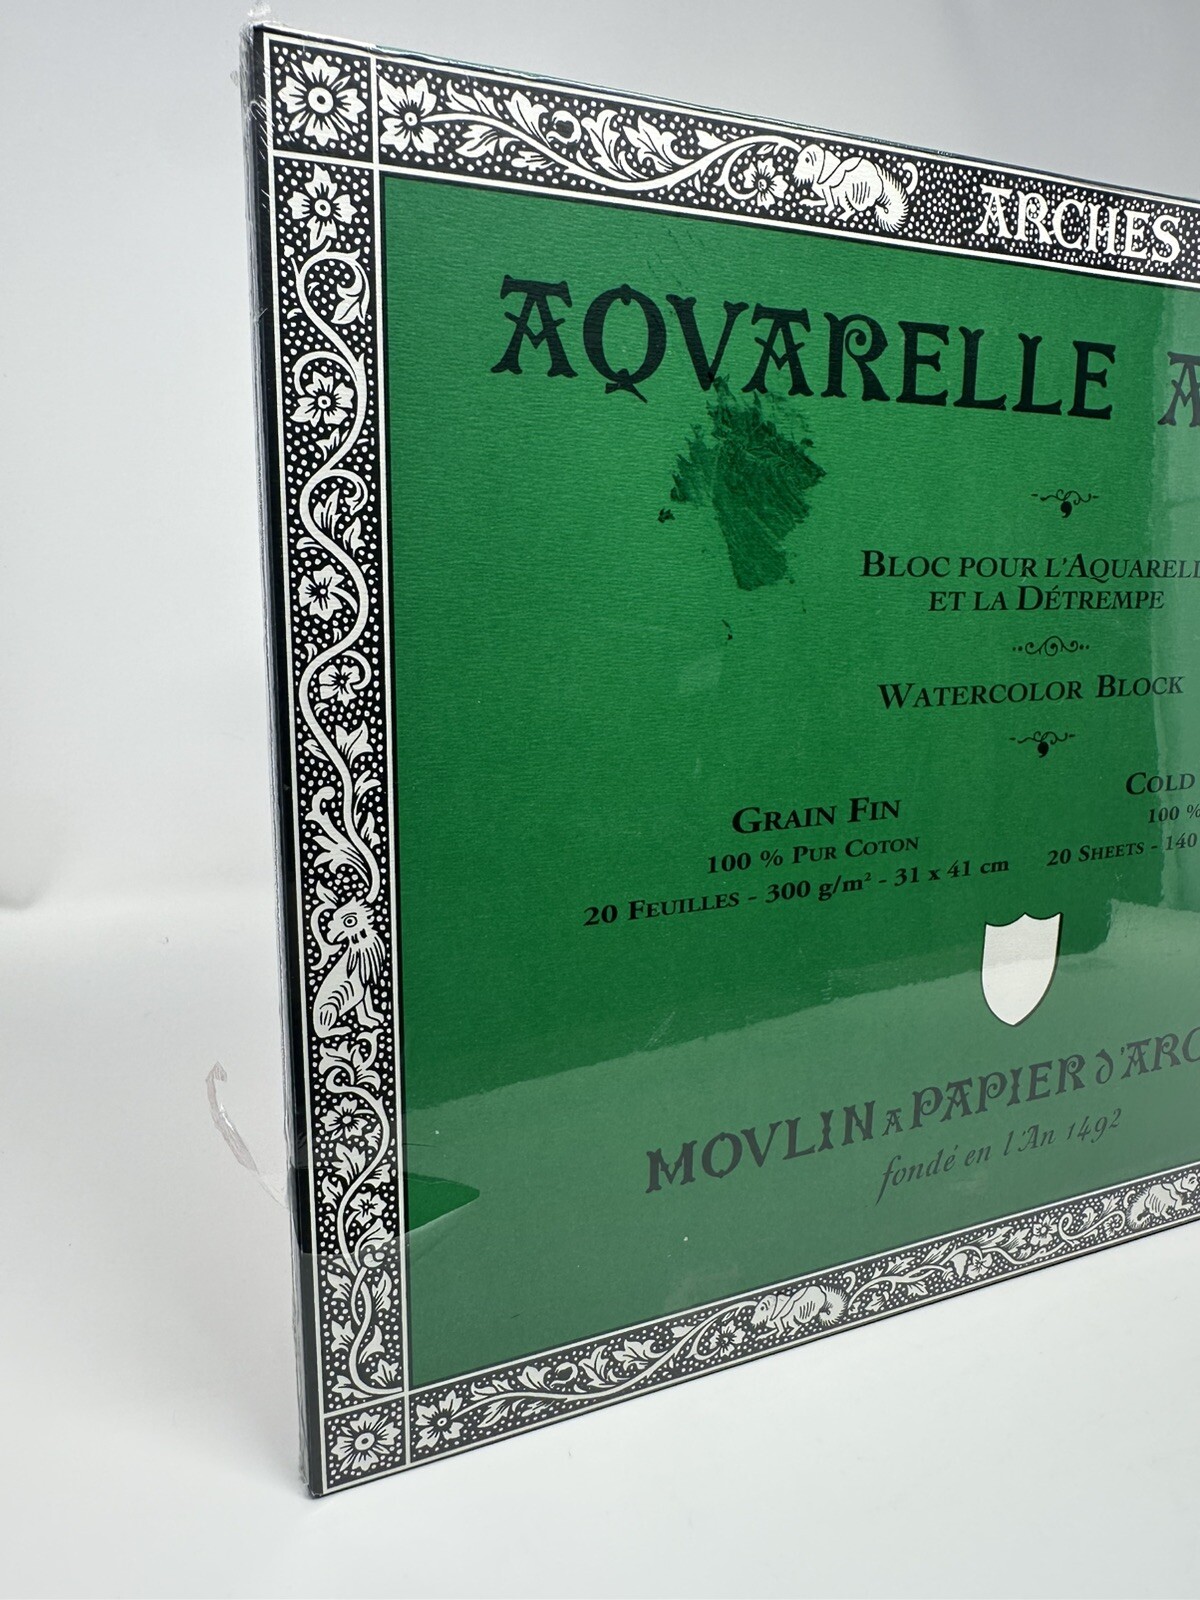 ARCHES
AQVARELLE A
BLOC POUR L'AQUARELL
ET LA DÉTREMPE
WATERCOLOR BLOCK
GRAIN FIN
100 % PUR COTON
20 FEUILLES - 300 g/m² - 31 x 41 cm
COLD
100 %
20 SHEETS - 140
MOVLIN A PAPIER d'ARC
fondé en l'An 1492